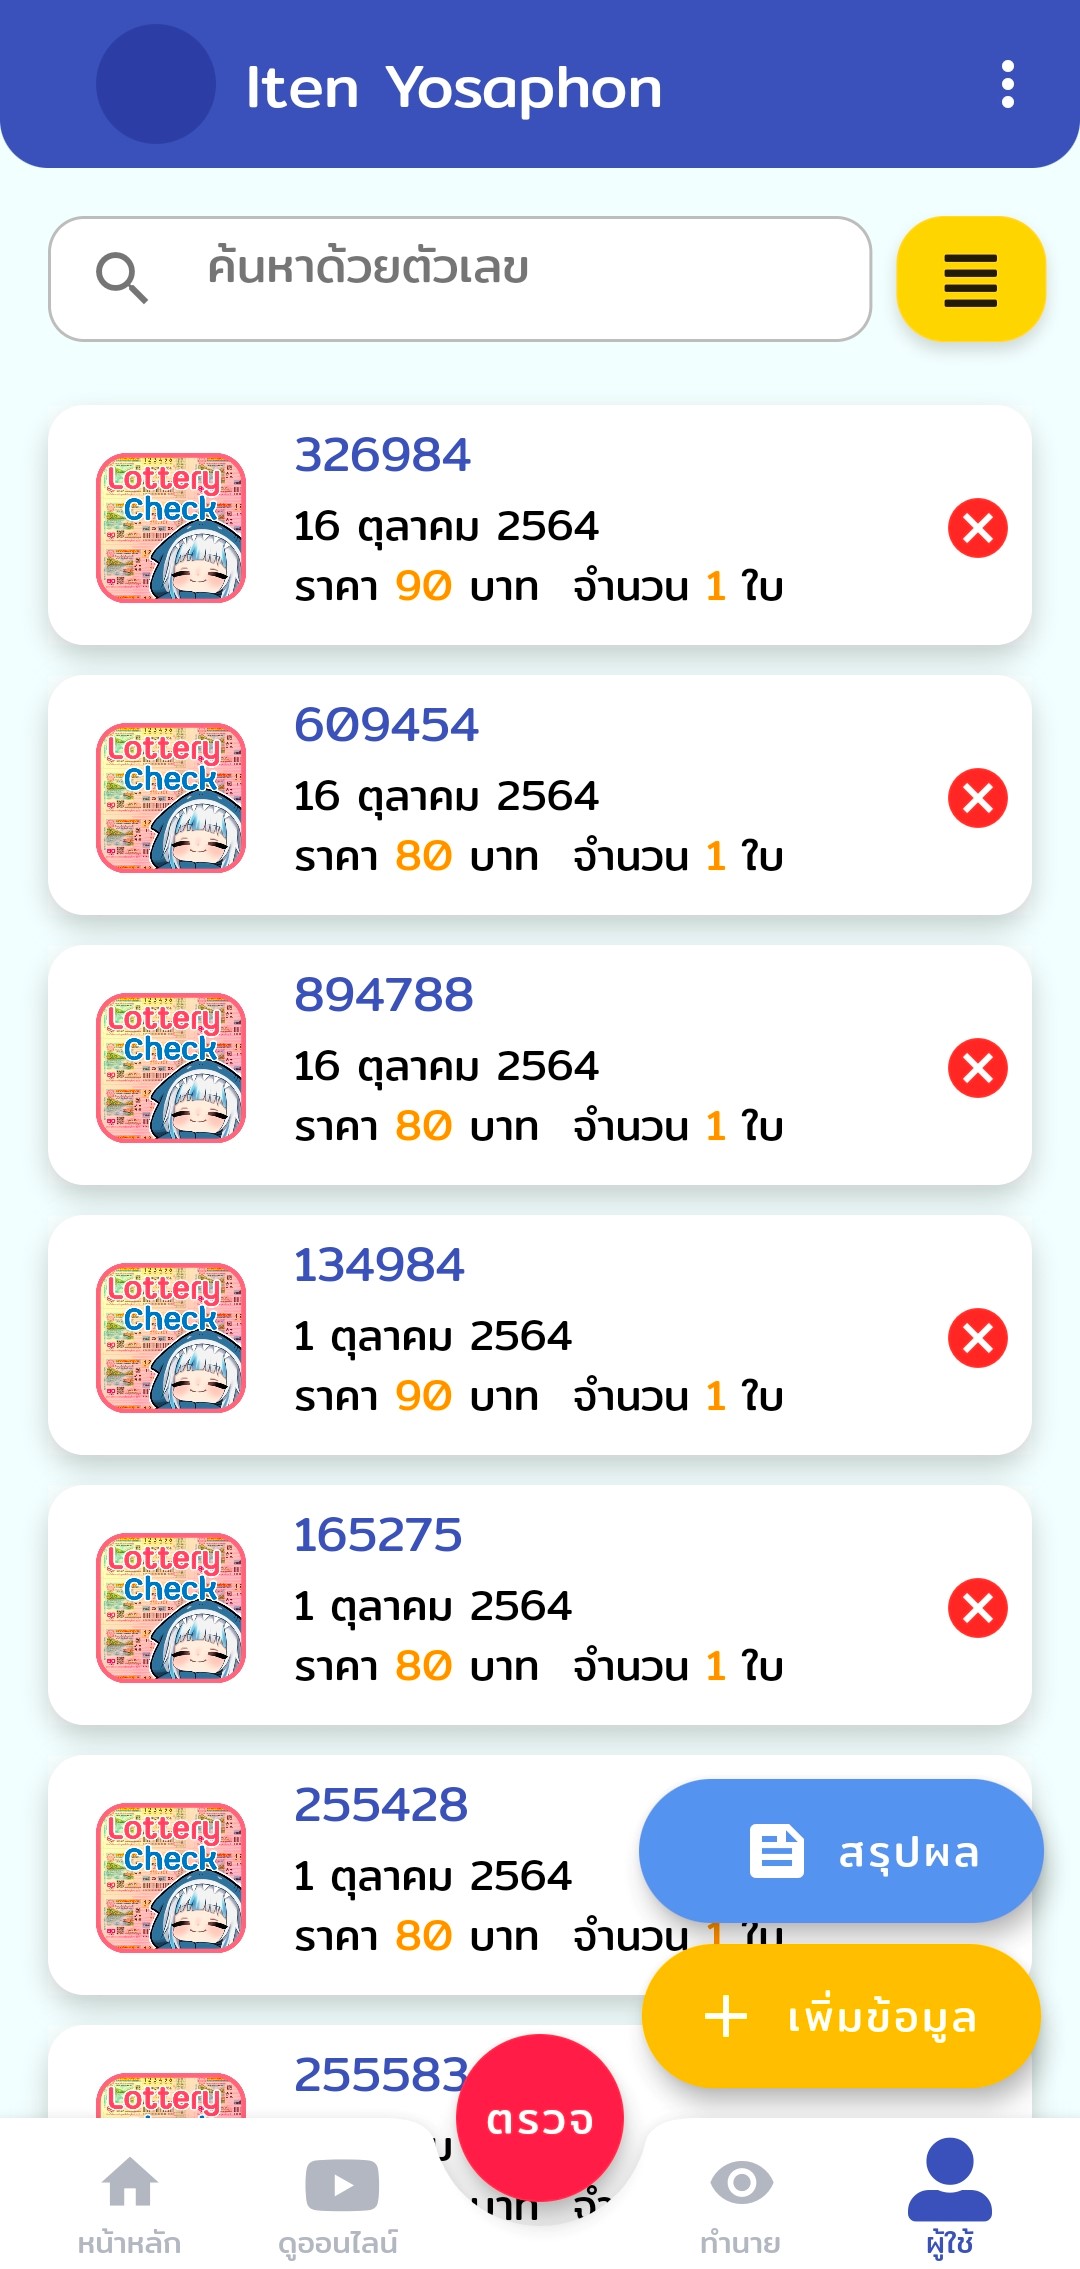 Iten Yosaphon
ค้นหาด้วยตัวเลข
Lottery
Check
326984
16 ตุลาคม 2564
ราคา 90 บาท จำนวน 1 ใบ
Lottery
Check
609454
16 ตุลาคม 2564
ราคา 80 บาท จำนวน 1 ใบ
Lottery
Check
894788
16 ตุลาคม 2564
ราคา 80 บาท จำนวน 1 ใบ
Lottery
Check
134984
1 ตุลาคม 2564
ราคา 90 บาท จำนวน 1 ใบ
Lottery
Check
165275
1 ตุลาคม 2564
ราคา 80 บาท จำนวน 1 ใบ
Lottery
Check
255428
1 ตุลาคม 2564
ราคา 80 บาท จำนวน 1 ใบ
สรุปผล
เพิ่มข้อมูล
Lottery
255583
ตรวจ
หน้าหลัก
ดูออนไลน์
ทำนาย
ผู้ใช้